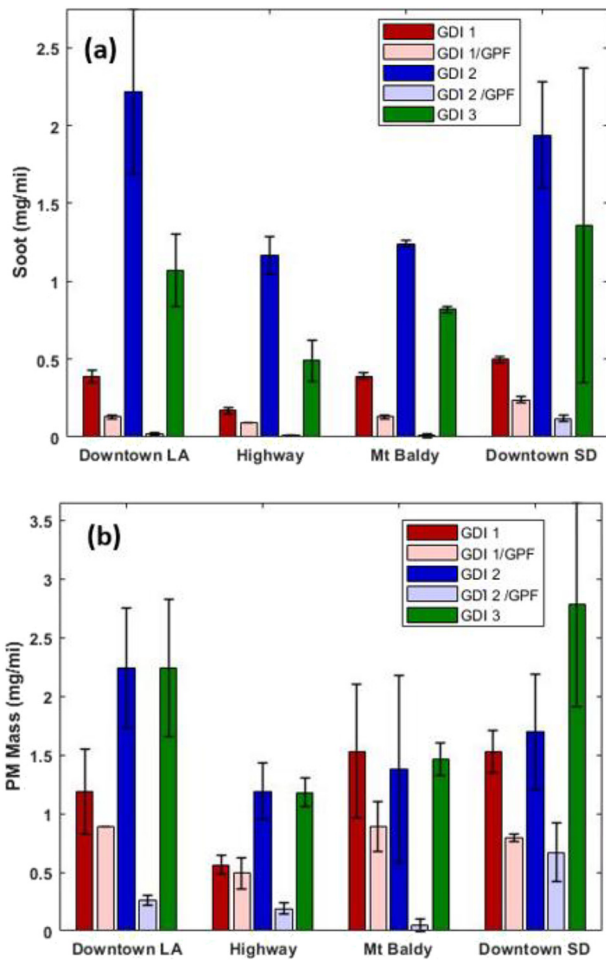 (a)
GDI 1
GDI 1/GPF
GDI 2
GDI 2 /GPF
GDI 3
2.5
2
1.5
1
0.5
0
Soot (mg/mi)
Downtown LA Highway Mt Baldy Downtown SD
(b)
GDI 1
GDI 1/GPF
GDI 2
GDI 2 /GPF
GDI 3
3.5
3
2.5
2
1.5
1
0.5
0
PM Mass (mg/mi)
Downtown LA Highway Mt Baldy Downtown SD